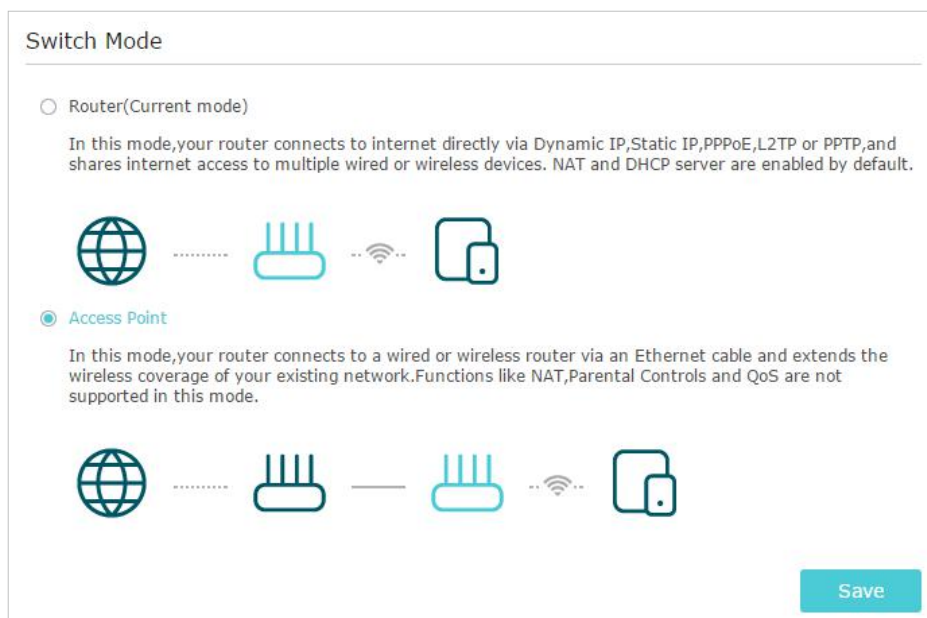 Switch Mode
Router(Current mode)
In this mode,your router connects to internet directly via Dynamic IP,Static IP,PPPoE,L2TP or PPTP,and
shares internet access to multiple wired or wireless devices. NAT and DHCP server are enabled by default.
Access Point
In this mode,your router connects to a wired or wireless router via an Ethernet cable and extends the
wireless coverage of your existing network.Functions like NAT,Parental Controls and QoS are not
supported in this mode.
Save